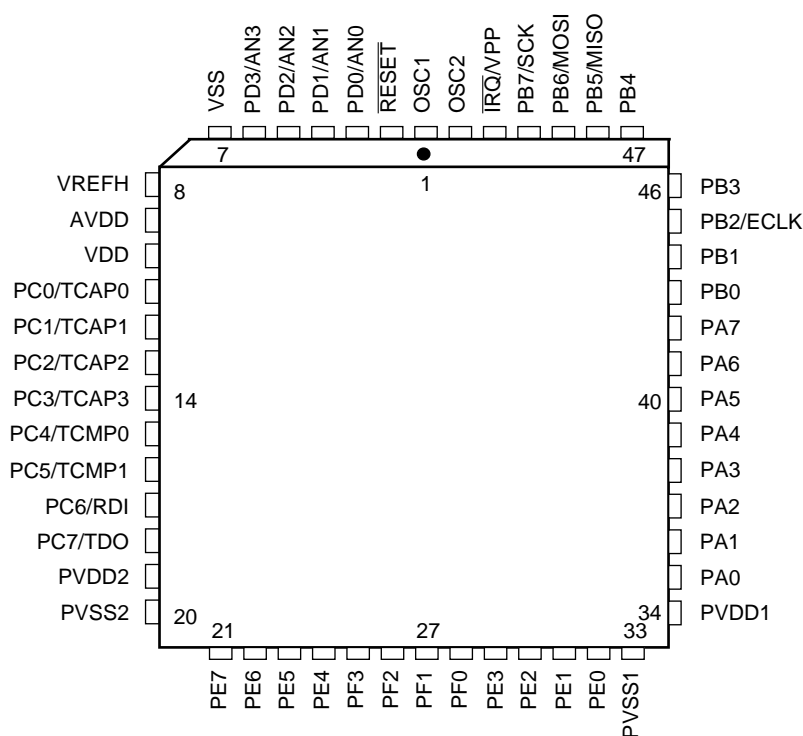 VSS
PD3/AN3
PD2/AN2
PD1/AN1
PD0/AN0
RESET
OSC1
OSC2
IRQ/VPP
PB7/SCK
PB6/MOSI
PB5/MISO
PB4
7
47
VREFH
8
1
46
PB3
AVDD
PB2/ECLK
VDD
PB1
PC0/TCAP0
PB0
PC1/TCAP1
PA7
PC2/TCAP2
PA6
PC3/TCAP3
14
40
PA5
PC4/TCMP0
PA4
PC5/TCMP1
PA3
PC6/RDI
PA2
PC7/TDO
PA1
PVDD2
PA0
PVSS2
20
34
PVDD1
21
27
33
PE7
PE6
PE5
PE4
PF3
PF2
PF1
PF0
PE3
PE2
PE1
PE0
PVSS1